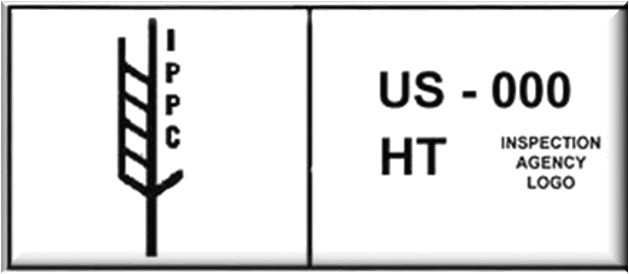 IPPC
US - 000
HT
INSPECTION
AGENCY
LOGO